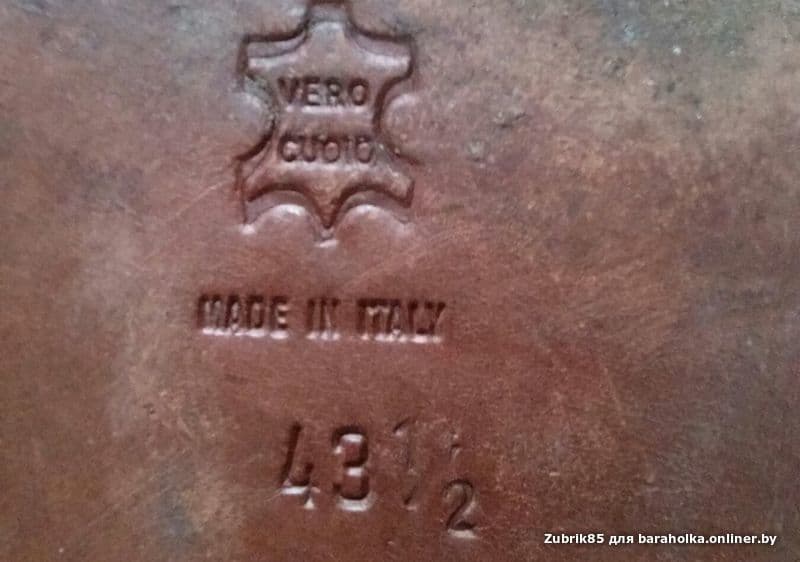 VERO
CUOIO
MADE IN ITALY
43 1/2
Zubrik85 для baraholka.onliner.by